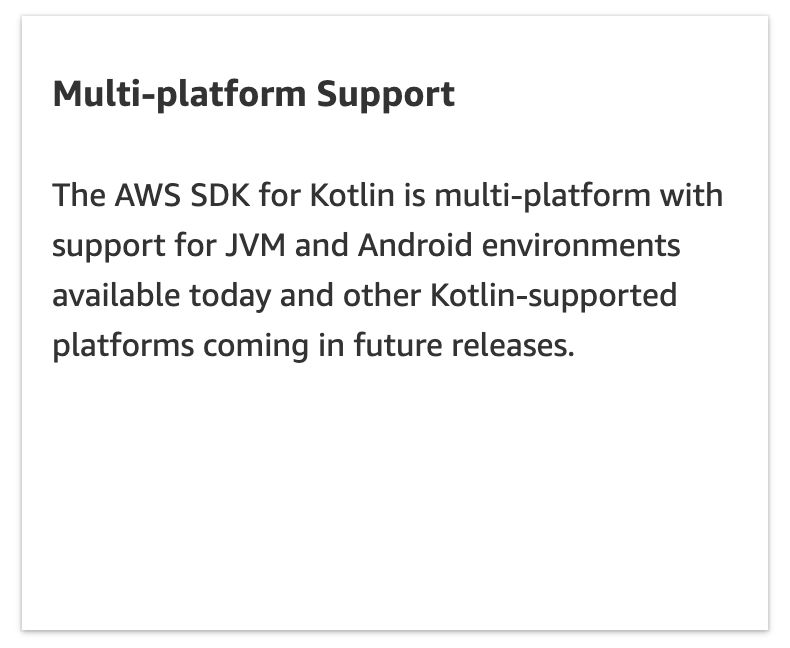 Multi-platform Support
The AWS SDK for Kotlin is multi-platform with
support for JVM and Android environments
available today and other Kotlin-supported
platforms coming in future releases.